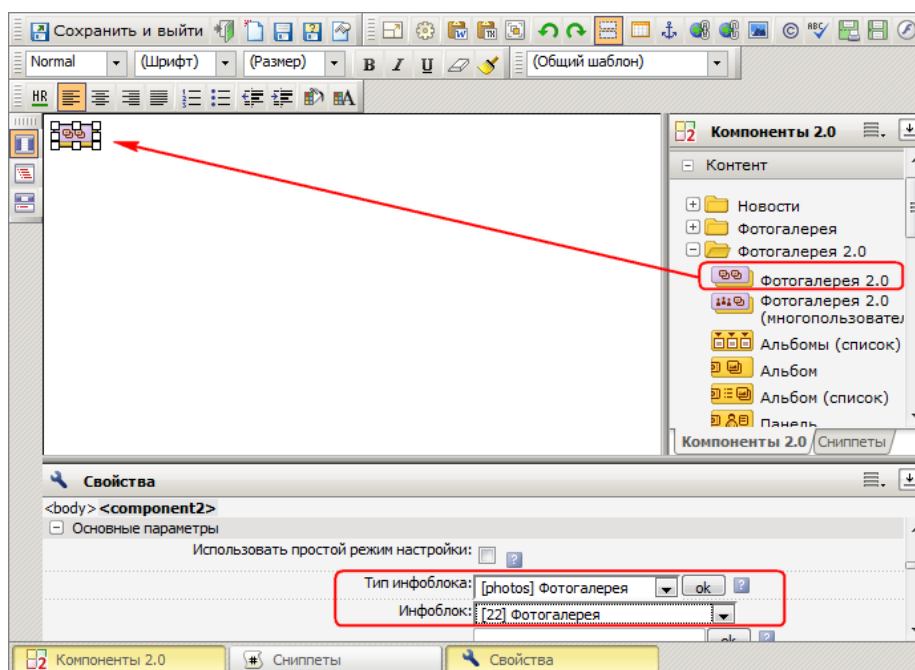 Сохранить и выйти
Normal (Шрифт) (Размер) B I U (Общий шаблон)
HR
Компоненты 2.0
Контент
Новости
Фотогалерея
Фотогалерея 2.0
Фотогалерея 2.0
Фотогалерея 2.0
(многопользовател
Альбомы (список)
Альбом
Альбом (список)
Панель
Компоненты 2.0 Сниппеты
Свойства
<body> <component2>
Основные параметры
Использовать простой режим настройки:
Тип инфоблока: [photos] Фотогалерея ok
Инфоблок: [22] Фотогалерея
ok
Компоненты 2.0 Сниппеты Свойства